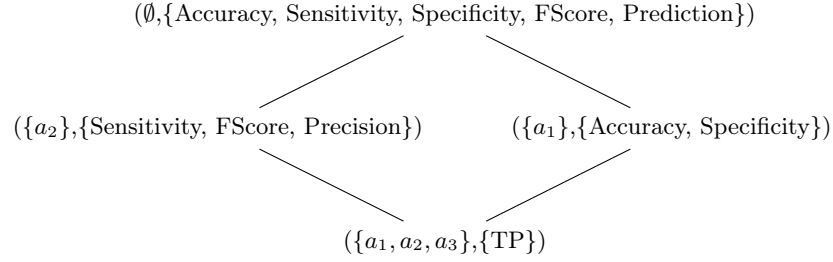 (∅,{Accuracy, Sensitivity, Specificity, FScore, Prediction})
({a₂},{Sensitivity, FScore, Precision}) ({a₁},{Accuracy, Specificity})
({a₁, a₂, a₃},{TP})